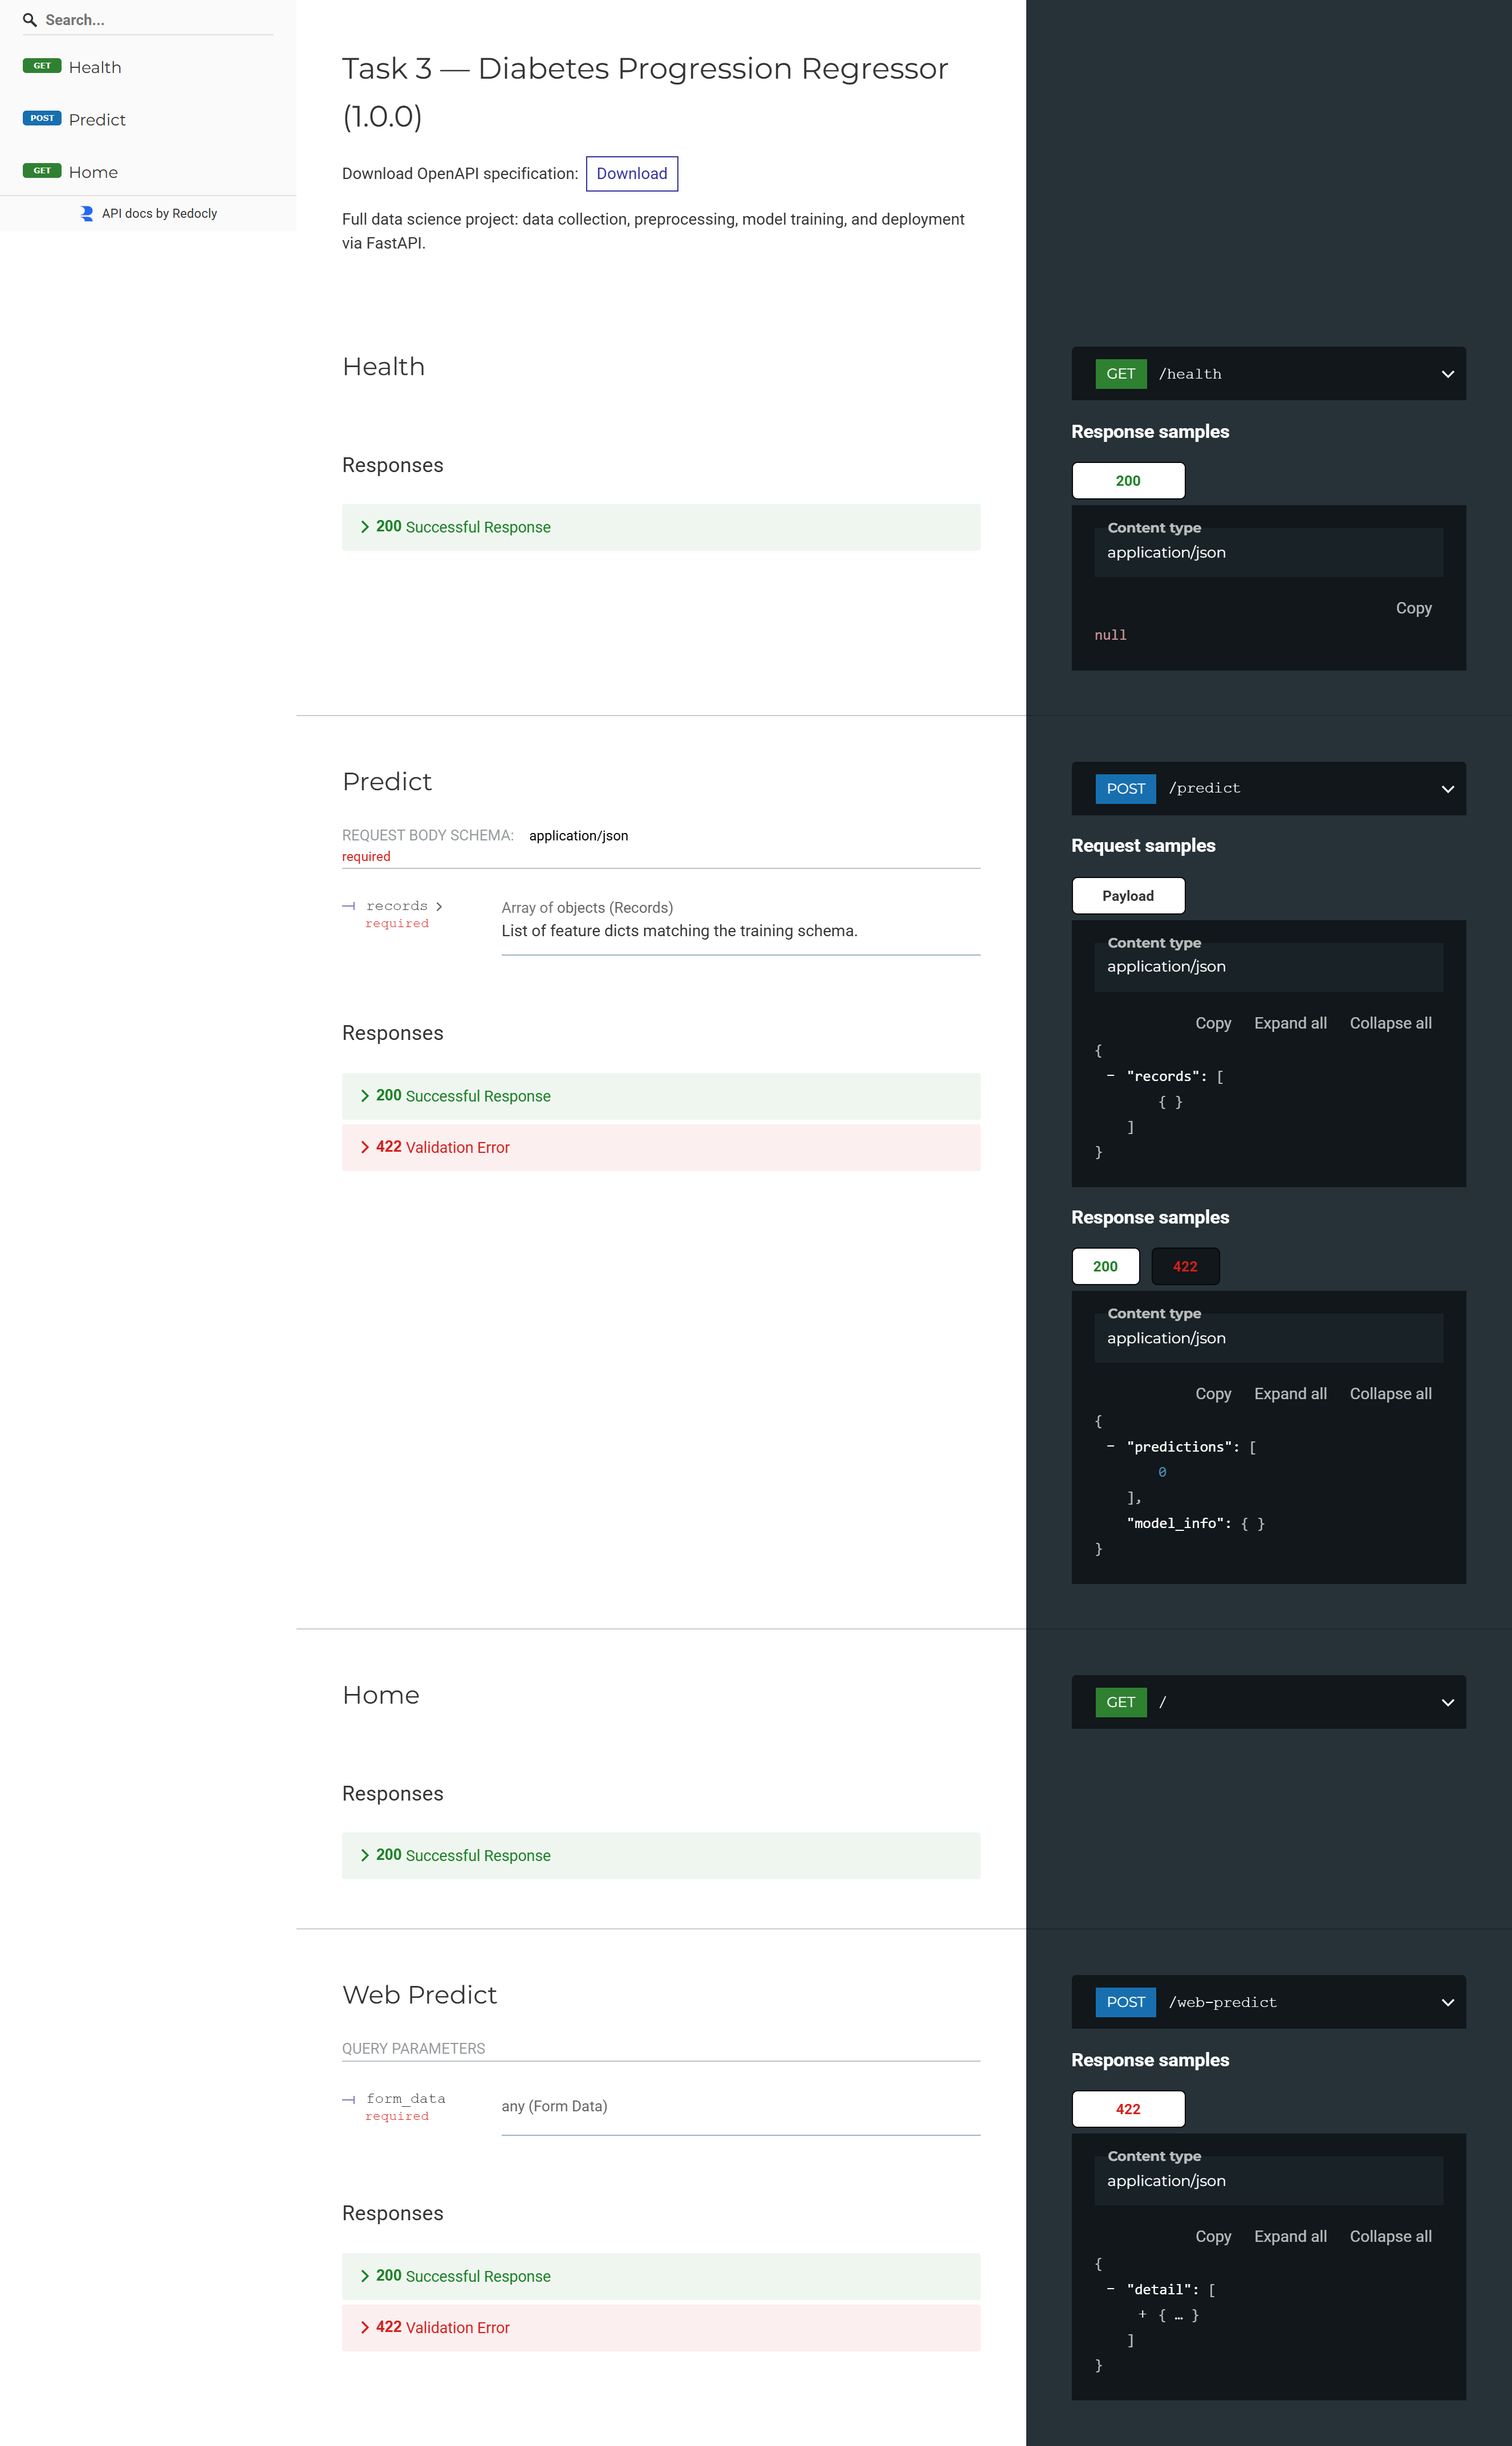 Search...
GET Health
POST Predict
GET Home
API docs by Redocly
Task 3 — Diabetes Progression Regressor
(1.0.0)
Download OpenAPI specification: Download
Full data science project: data collection, preprocessing, model training, and deployment
via FastAPI.
Health
Responses
200 Successful Response
GET /health
Response samples
200
Content type
application/json
Copy
null
Predict
REQUEST BODY SCHEMA: application/json
required
records
required
Array of objects (Records)
List of feature dicts matching the training schema.
Responses
200 Successful Response
422 Validation Error
POST /predict
Request samples
Payload
Content type
application/json
Copy Expand all Collapse all
{
- "records": [
{ }
]
}
Response samples
200 422
Content type
application/json
Copy Expand all Collapse all
{
- "predictions": [
0
],
"model_info": { }
}
Home
Responses
200 Successful Response
GET /
Web Predict
QUERY PARAMETERS
form_data
required
any (Form Data)
Responses
200 Successful Response
422 Validation Error
POST /web-predict
Response samples
422
Content type
application/json
Copy Expand all Collapse all
{
- "detail": [
+ { … }
]
}